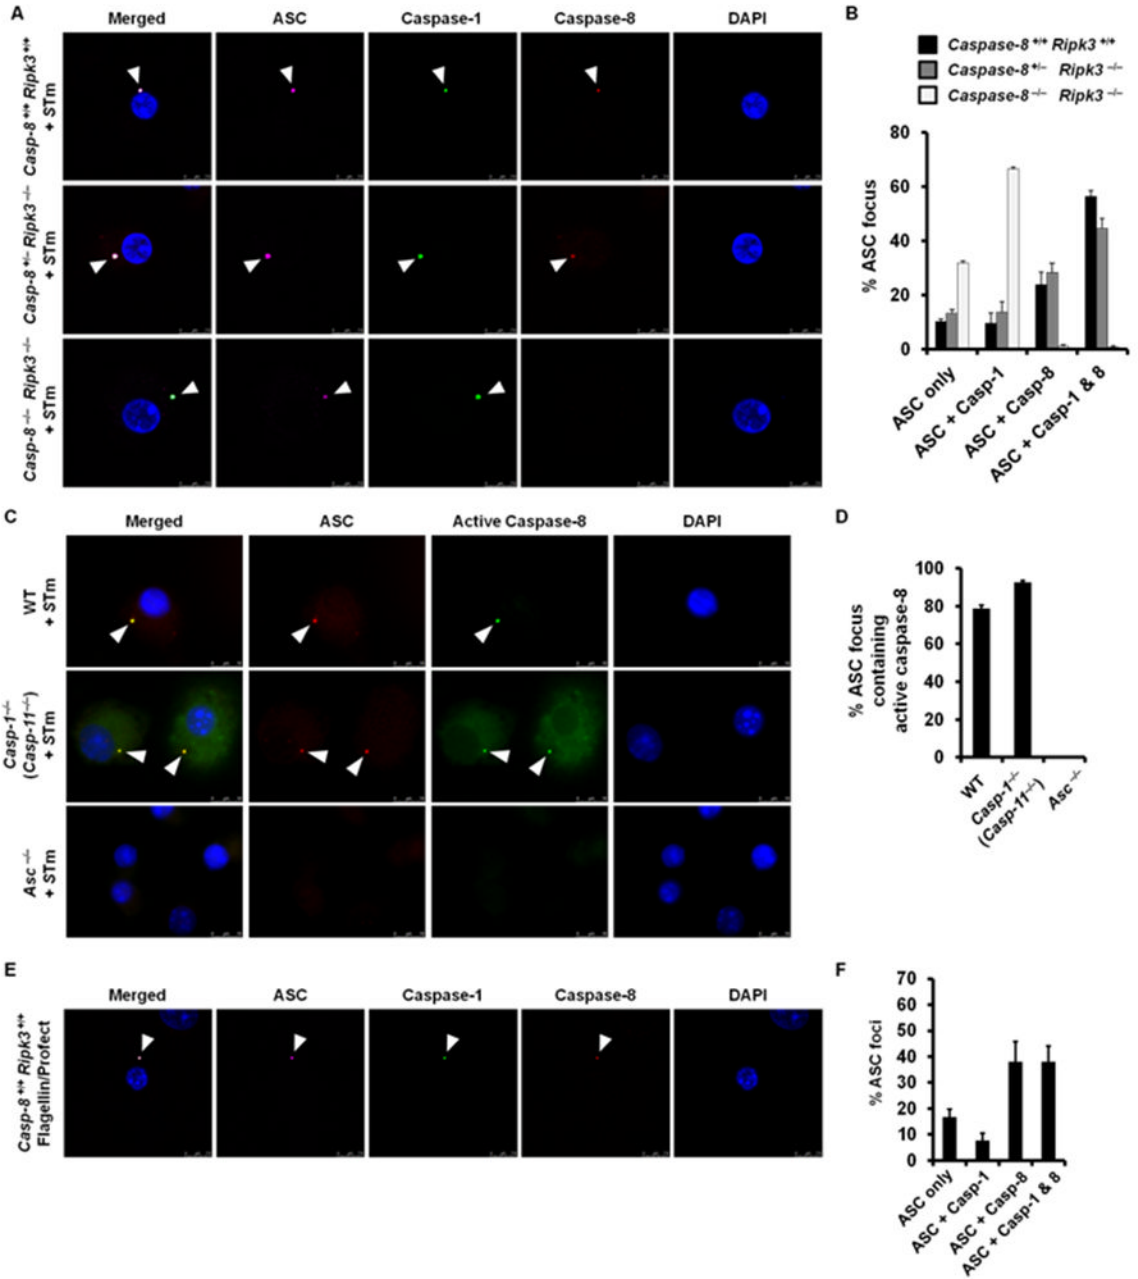 A
Merged ASC Caspase-1 Caspase-8 DAPI
Casp-8 +/+ Ripk3 +/+
+ STm
Casp-8 +/– Ripk3 –/–
+ STm
Casp-8 –/– Ripk3 –/–
+ STm
B
Caspase-8 +/+ Ripk3 +/+
Caspase-8 +/– Ripk3 –/–
Caspase-8 –/– Ripk3 –/–
% ASC focus
80
60
40
20
0
ASC only
ASC + Casp-1
ASC + Casp-8
ASC + Casp-1 & 8
C
Merged ASC Active Caspase-8 DAPI
WT
+ STm
Casp-1 –/–
(Casp-11 –/–)
+ STm
Asc –/–
+ STm
D
% ASC focus
containing
active caspase-8
100
80
60
40
20
0
WT
Casp-1 –/–
(Casp-11 –/–)
Asc –/–
E
Merged ASC Caspase-1 Caspase-8 DAPI
Casp-8 +/+ Ripk3 +/+
Flagellin/Profect
F
% ASC foci
70
60
50
40
30
20
10
0
ASC only
ASC + Casp-1
ASC + Casp-8
ASC + Casp-1 & 8